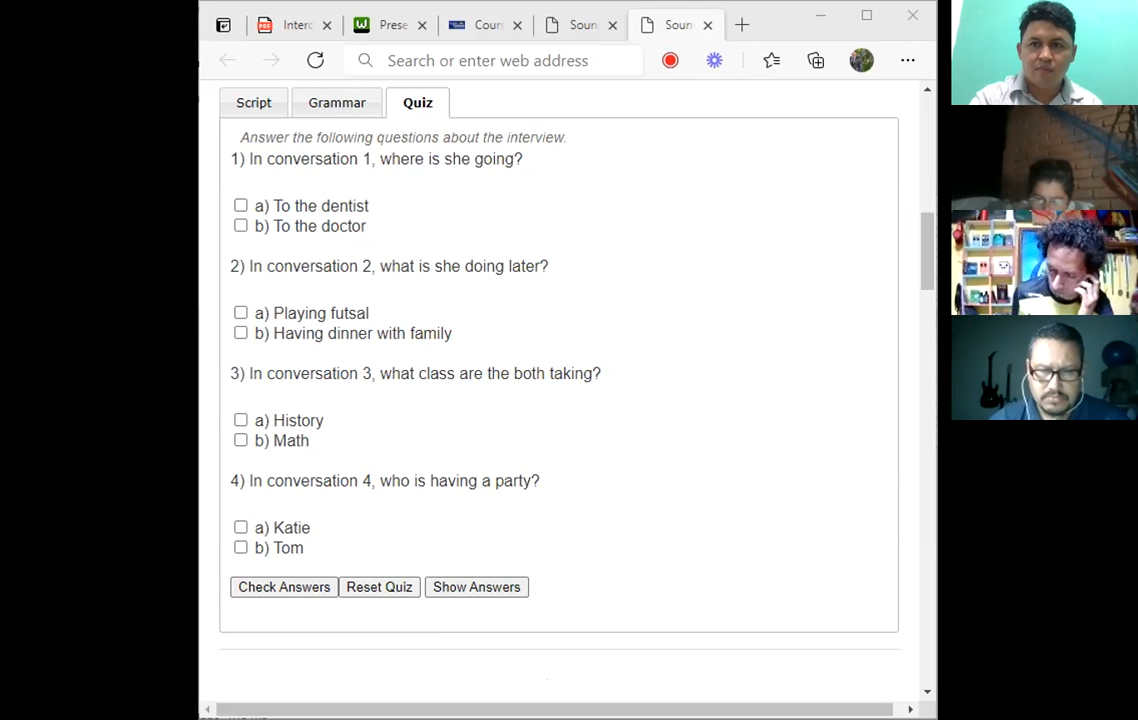 Interc
Prese
Cours
Soun
Soun
Search or enter web address
Script
Grammar
Quiz
Answer the following questions about the interview.
1) In conversation 1, where is she going?
a) To the dentist
b) To the doctor
2) In conversation 2, what is she doing later?
a) Playing futsal
b) Having dinner with family
3) In conversation 3, what class are the both taking?
a) History
b) Math
4) In conversation 4, who is having a party?
a) Katie
b) Tom
Check Answers
Reset Quiz
Show Answers